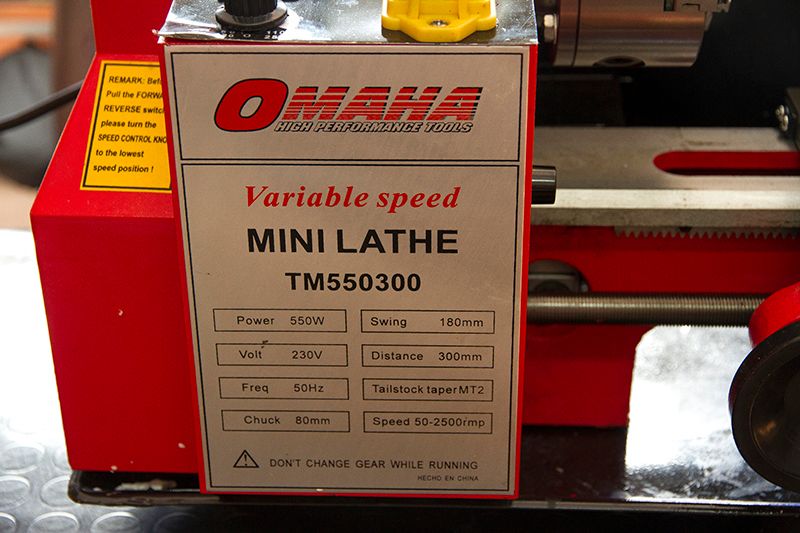 REMARK: Bef
Pull the FORWA
REVERSE switc
please turn the
SPEED CONTROL KNO
to the lowest
speed position !
OMAHA
HIGH PERFORMANCE TOOLS
Variable speed
MINI LATHE
TM550300
Power 550W
Swing 180mm
Volt 230V
Distance 300mm
Freq 50Hz
Tailstock taperMT2
Chuck 80mm
Speed 50-2500rmp
DON'T CHANGE GEAR WHILE RUNNING
HECHO EN CHINA